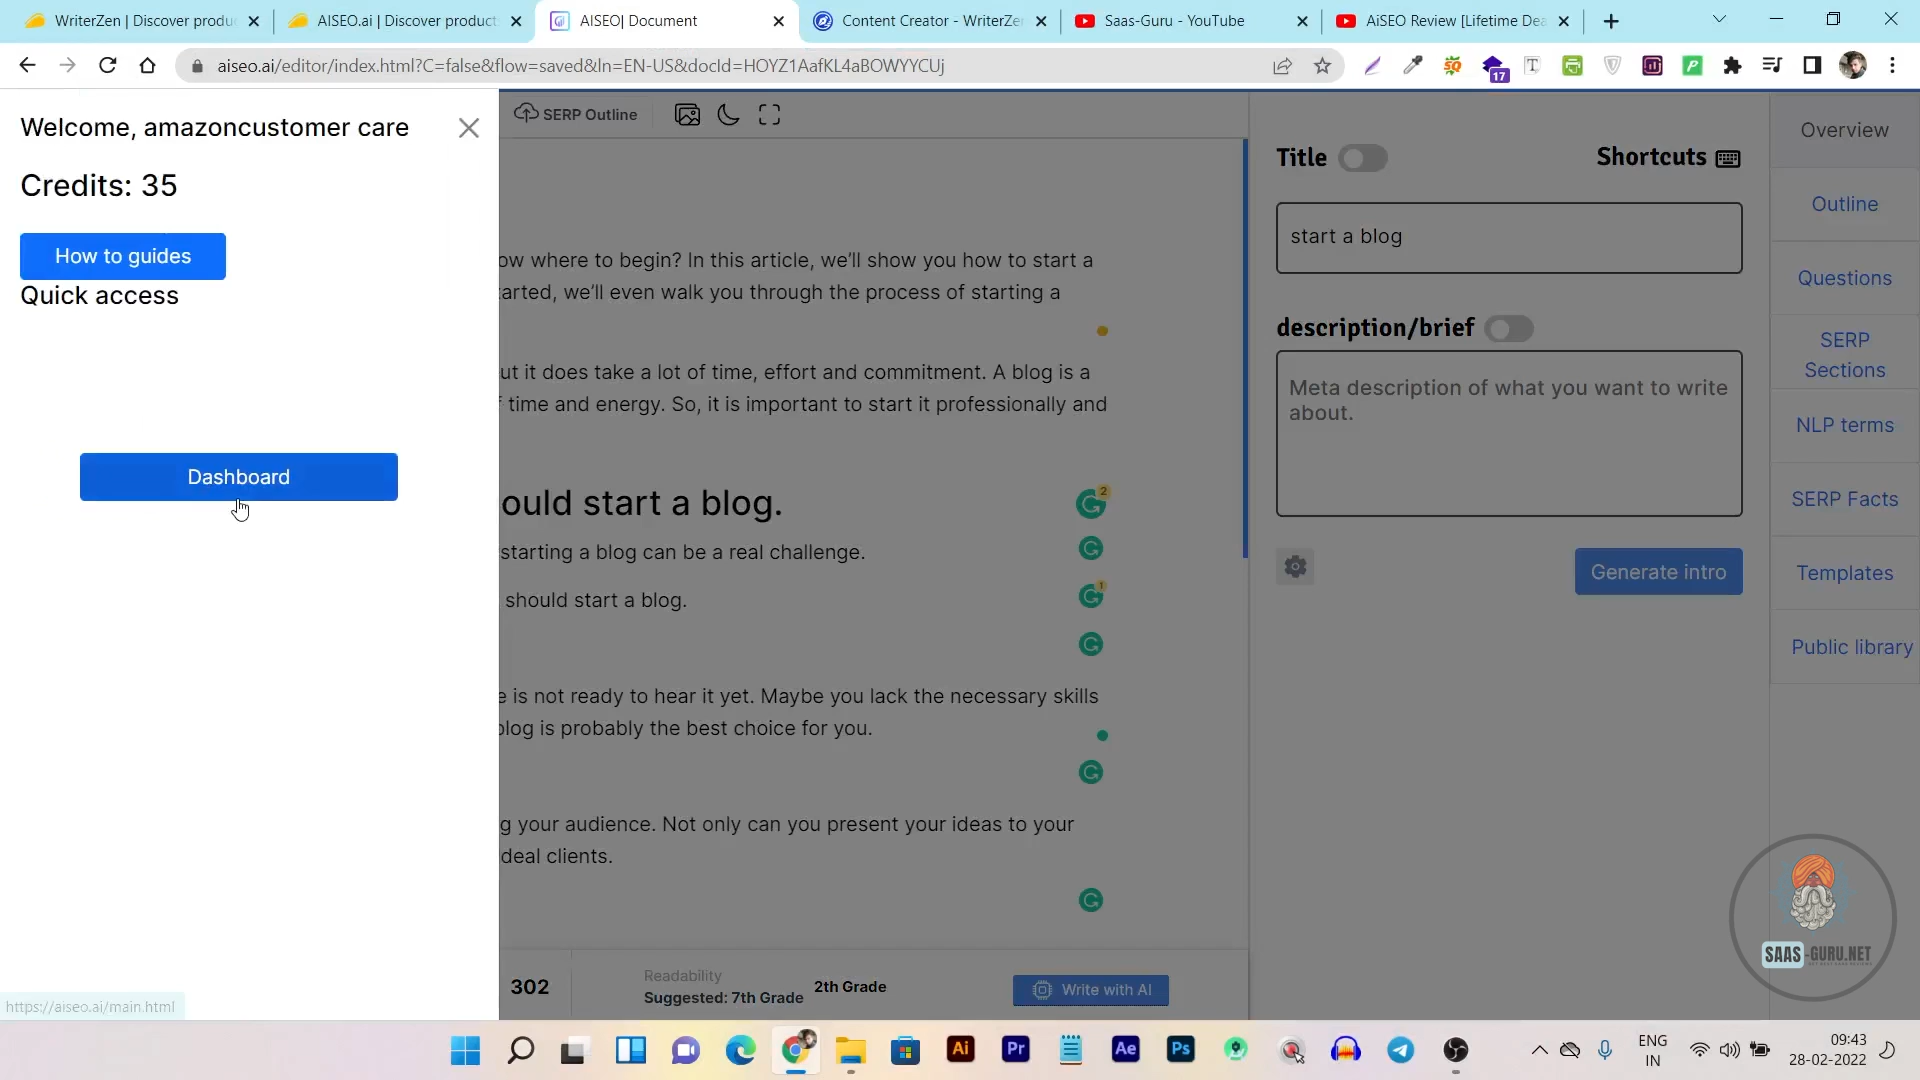 WriterZen | Discover produ
AISEO.ai | Discover product
AISEO| Document
Content Creator - WriterZe
Saas-Guru - YouTube
AiSEO Review [Lifetime Dea
aiseo.ai/editor/index.html?C=false&flow=saved&ln=EN-US&docId=HOYZ1AafKL4aBOWYYCUj
17
Welcome, amazoncustomer care
Credits: 35
How to guides
Quick access
Dashboard
https://aiseo.ai/main.html
SERP Outline
ow where to begin? In this article, we'll show you how to start a
tarted, we'll even walk you through the process of starting a
ut it does take a lot of time, effort and commitment. A blog is a
f time and energy. So, it is important to start it professionally and
ould start a blog.
2
starting a blog can be a real challenge.
should start a blog.
1
e is not ready to hear it yet. Maybe you lack the necessary skills
blog is probably the best choice for you.
g your audience. Not only can you present your ideas to your
deal clients.
302
Readability
Suggested: 7th Grade
2th Grade
Write with AI
Title
Shortcuts
start a blog
description/brief
Meta description of what you want to write
about.
Generate intro
Overview
Outline
Questions
SERP
Sections
NLP terms
SERP Facts
Templates
Public library
SAAS-GURU.NET
Ai
Pr
Ae
Ps
ENG
IN
09:43
28-02-2022